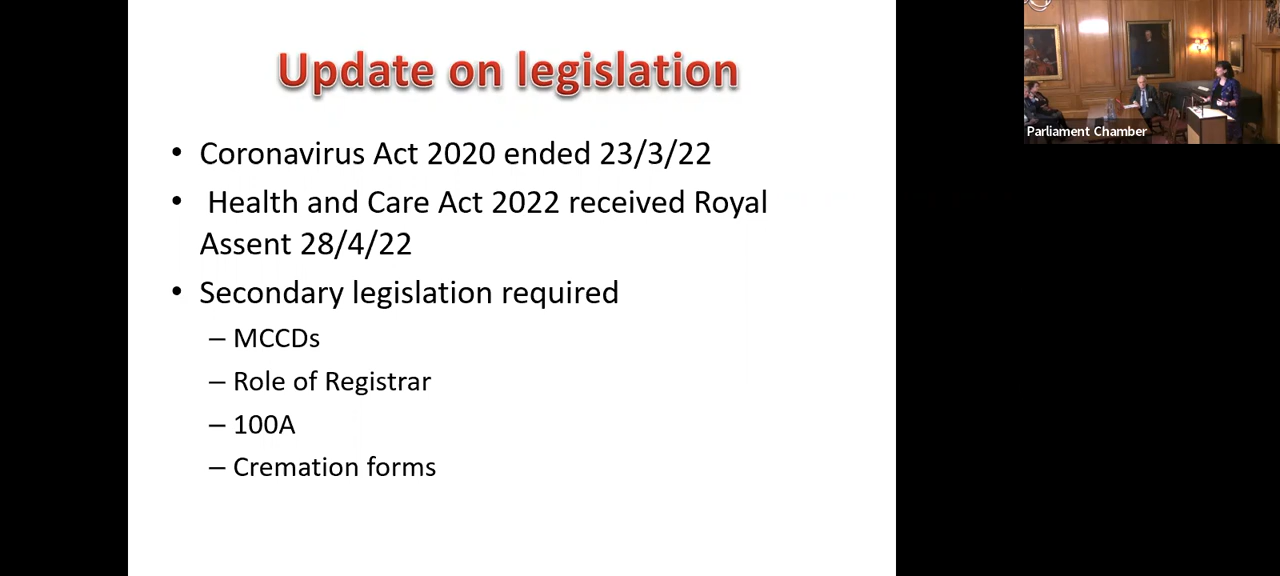 Update on legislation
• Coronavirus Act 2020 ended 23/3/22
• Health and Care Act 2022 received Royal
Assent 28/4/22
• Secondary legislation required
– MCCDs
– Role of Registrar
– 100A
– Cremation forms
Parliament Chamber